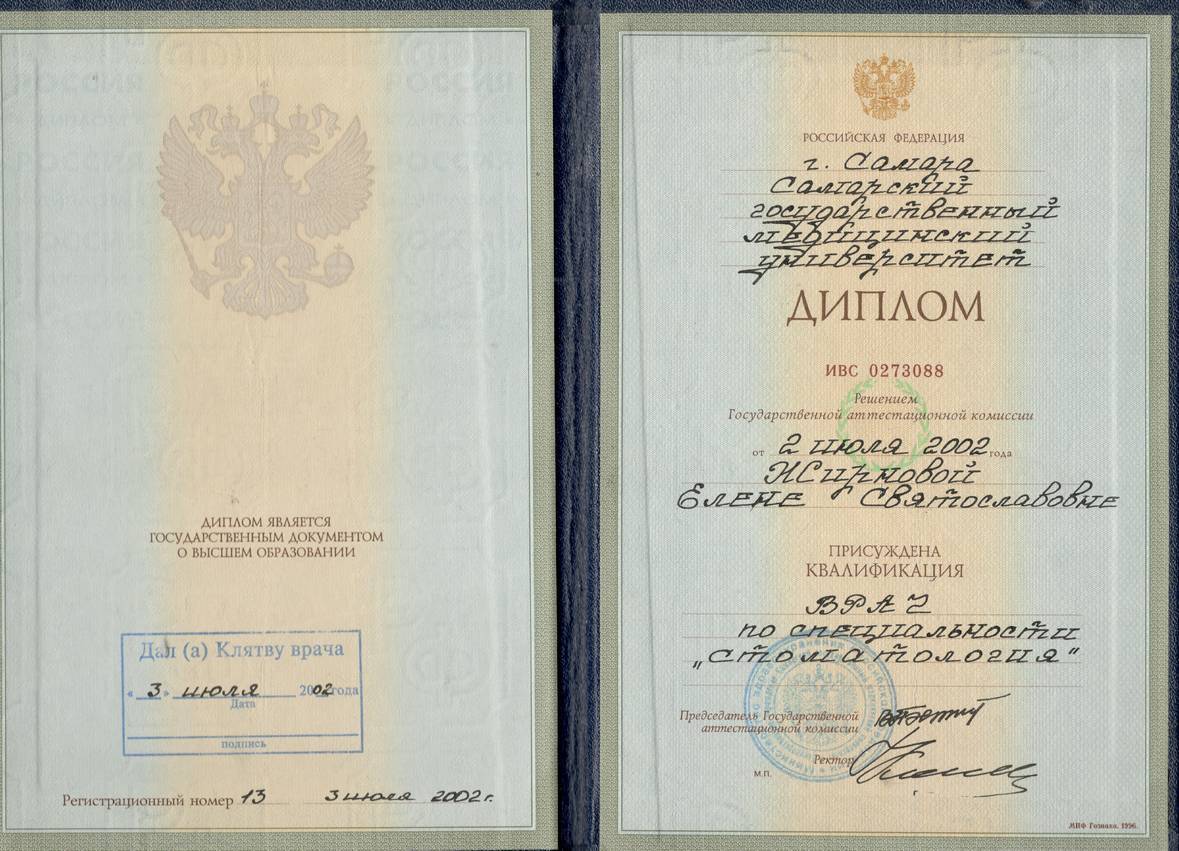 ДИПЛОМ ЯВЛЯЕТСЯ
ГОСУДАРСТВЕННЫМ ДОКУМЕНТОМ
О ВЫСШЕМ ОБРАЗОВАНИИ
Дал (а) Клятву врача
« 3 » июля 2002 года
Дата
подпись
Регистрационный номер 13 3 июля 2002 г.
РОССИЙСКАЯ ФЕДЕРАЦИЯ
г. Самара
Самарский
государственный
медицинский
университет
ДИПЛОМ
ИВС 0273088
Решением
Государственной аттестационной комиссии
от 2 июля 2002 года
Жирновой
Елене Святославовне
ПРИСУЖДЕНА
КВАЛИФИКАЦИЯ
ВРАЧ
по специальности
„Стоматология"
Председатель Государственной
аттестационной комиссии
Ректор
М.П.
МПФ Гознака. 1996.